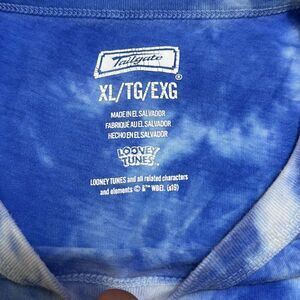 Tailgate
®
XL/TG/EXG
MADE IN EL SALVADOR
FABRIQUE AU EL SALVADOR
HECHO EN EL SALVADOR
LOONEY
TUNES
LOONEY TUNES and all related characters
and elements © &™ WBEI. (s19)